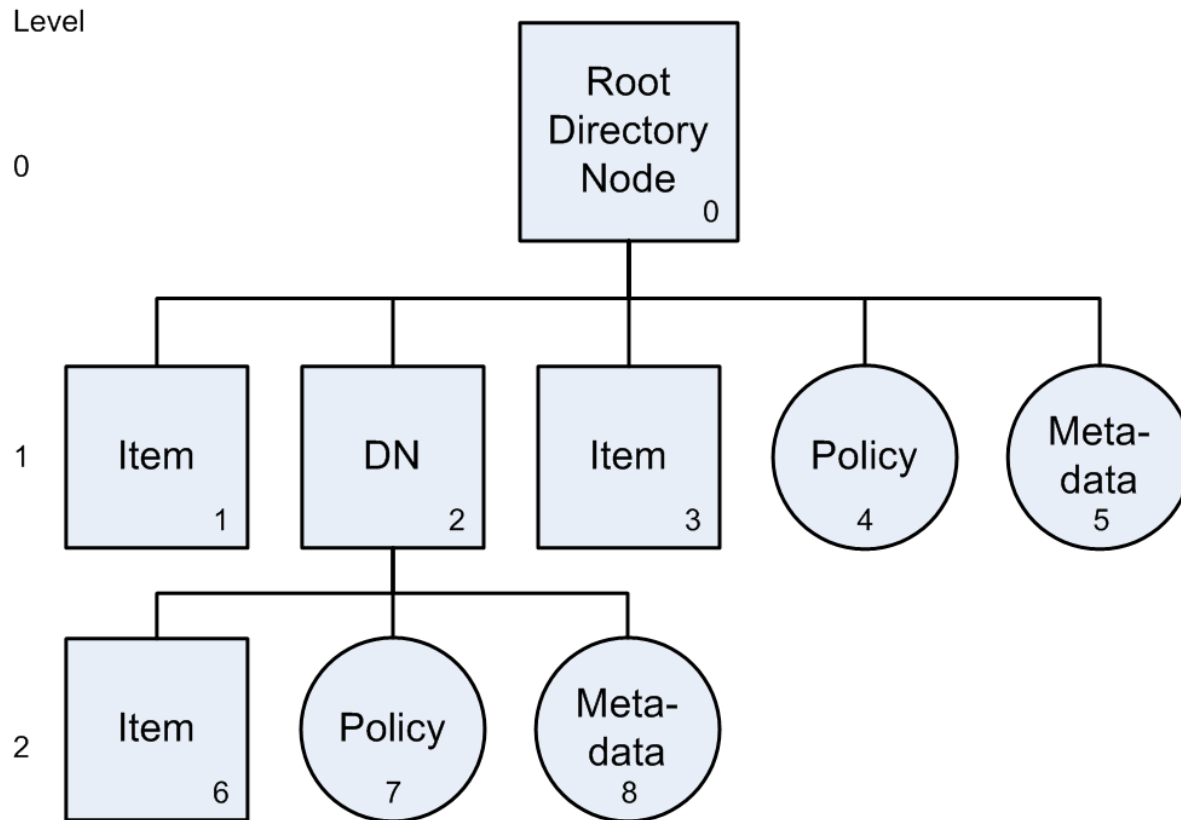 Level
0
Root
Directory
Node
0
1
Item
1
DN
2
Item
3
Policy
4
Meta-
data
5
2
Item
6
Policy
7
Meta-
data
8